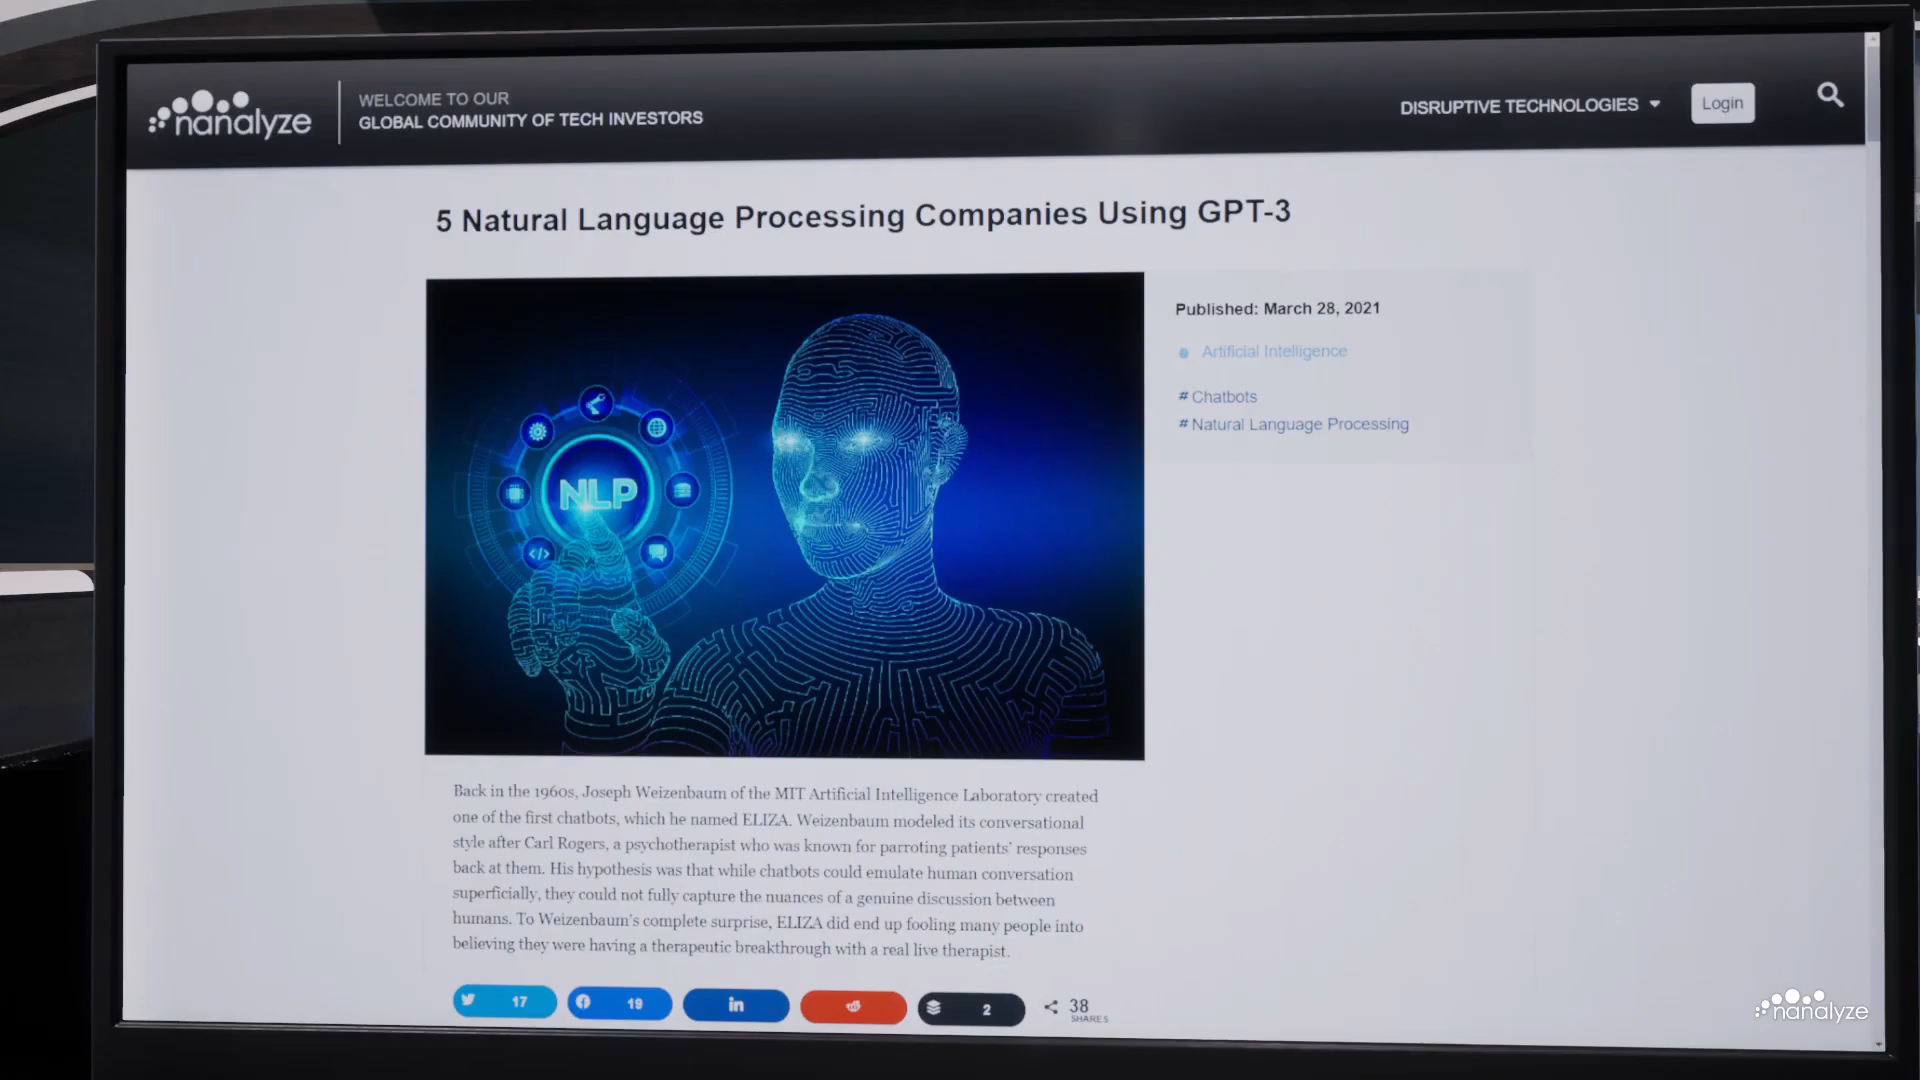 nanalyze
WELCOME TO OUR
GLOBAL COMMUNITY OF TECH INVESTORS
DISRUPTIVE TECHNOLOGIES
Login
5 Natural Language Processing Companies Using GPT-3
NLP
</>
Published: March 28, 2021
Artificial Intelligence
# Chatbots
# Natural Language Processing
Back in the 1960s, Joseph Weizenbaum of the MIT Artificial Intelligence Laboratory created
one of the first chatbots, which he named ELIZA. Weizenbaum modeled its conversational
style after Carl Rogers, a psychotherapist who was known for parroting patients' responses
back at them. His hypothesis was that while chatbots could emulate human conversation
superficially, they could not fully capture the nuances of a genuine discussion between
humans. To Weizenbaum's complete surprise, ELIZA did end up fooling many people into
believing they were having a therapeutic breakthrough with a real live therapist.
17
19
in
2
38
SHARES
nanalyze